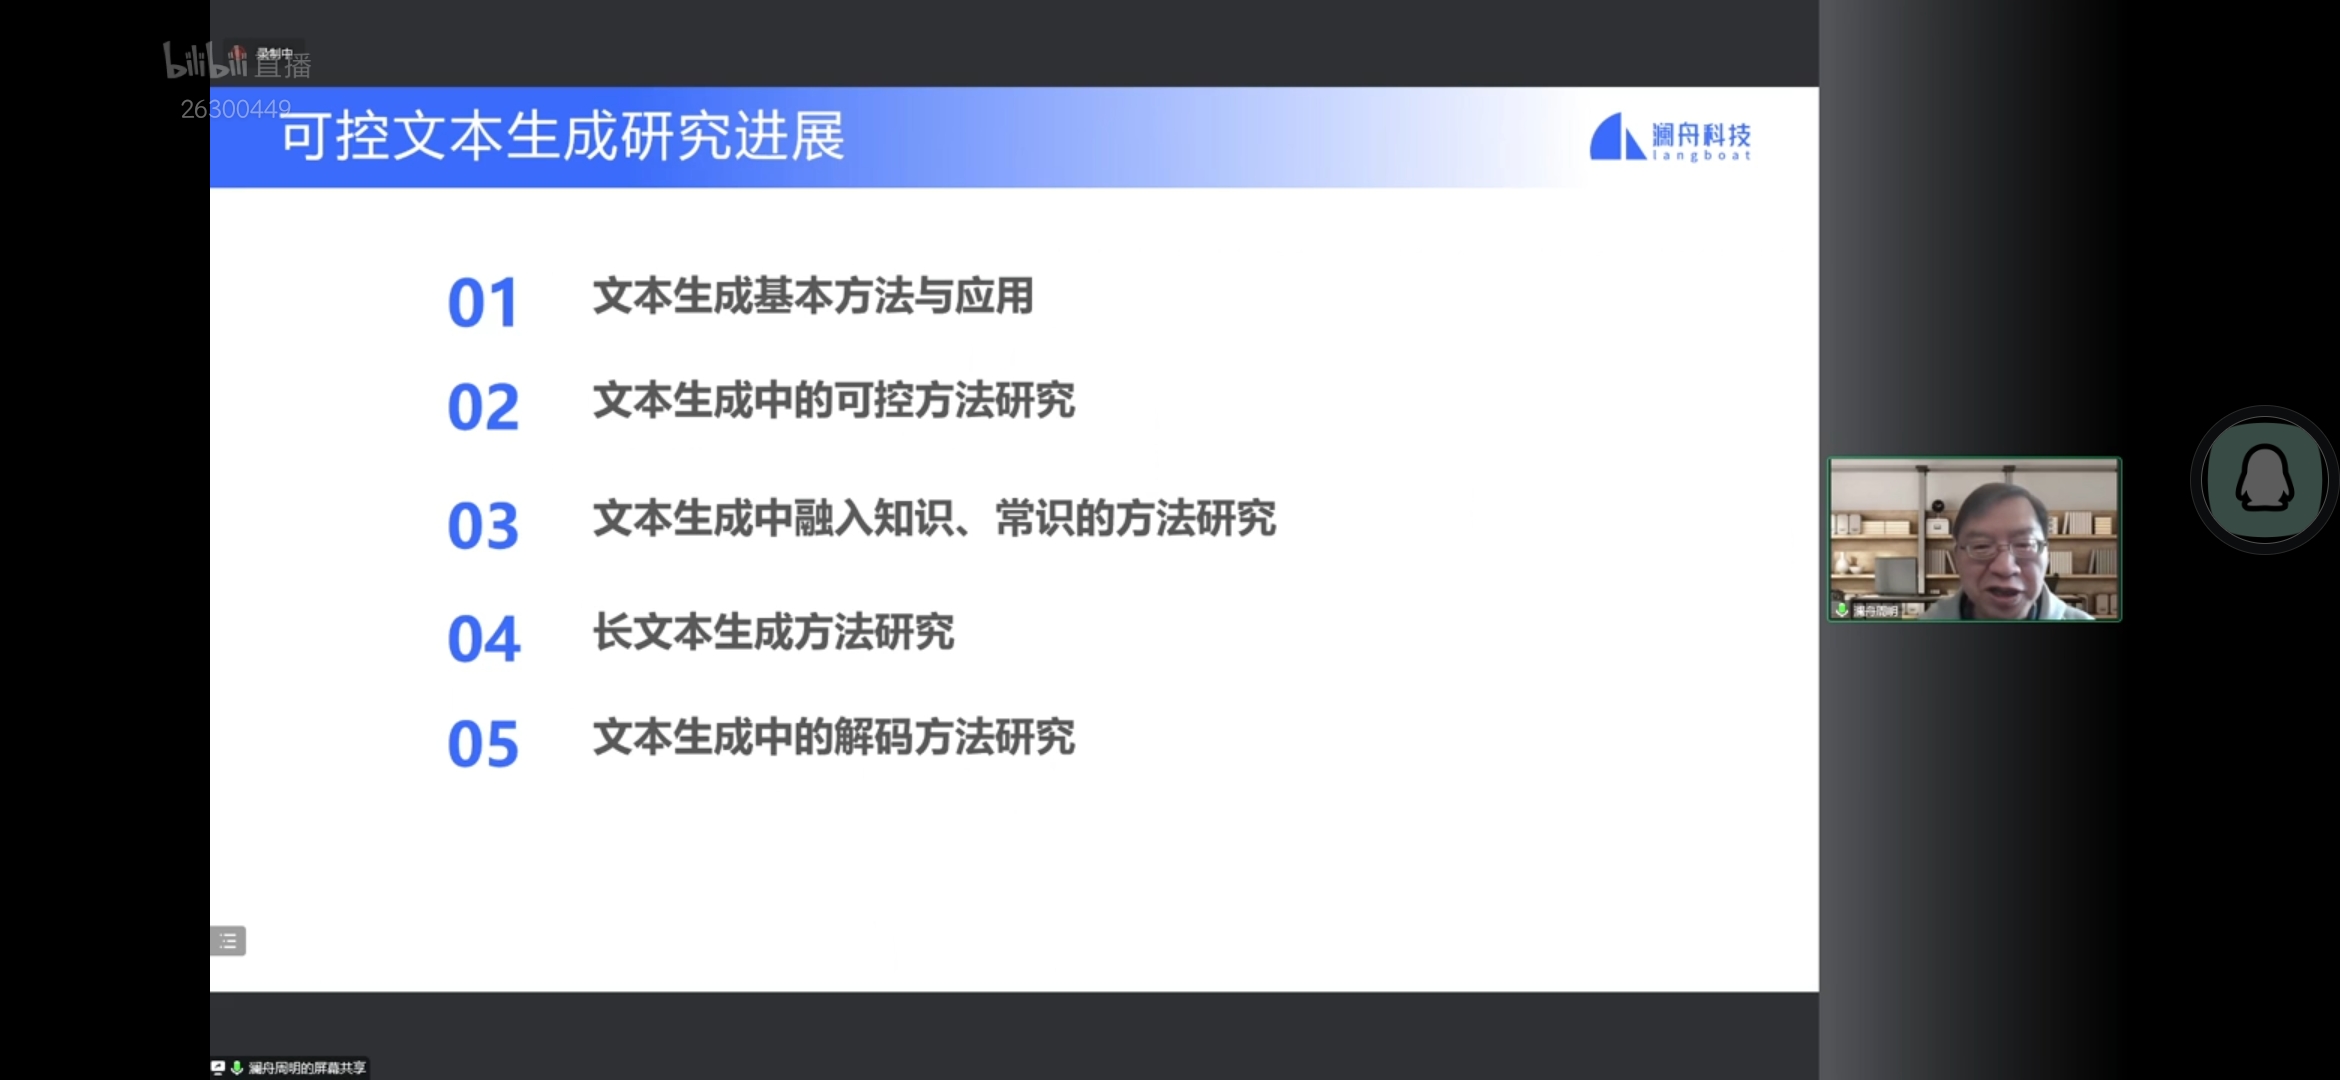 录制中
bilibili 直播
26300449
可控文本生成研究进展
澜舟科技
langboat
01 文本生成基本方法与应用
02 文本生成中的可控方法研究
03 文本生成中融入知识、常识的方法研究
04 长文本生成方法研究
05 文本生成中的解码方法研究
澜舟周明
澜舟周明的屏幕共享